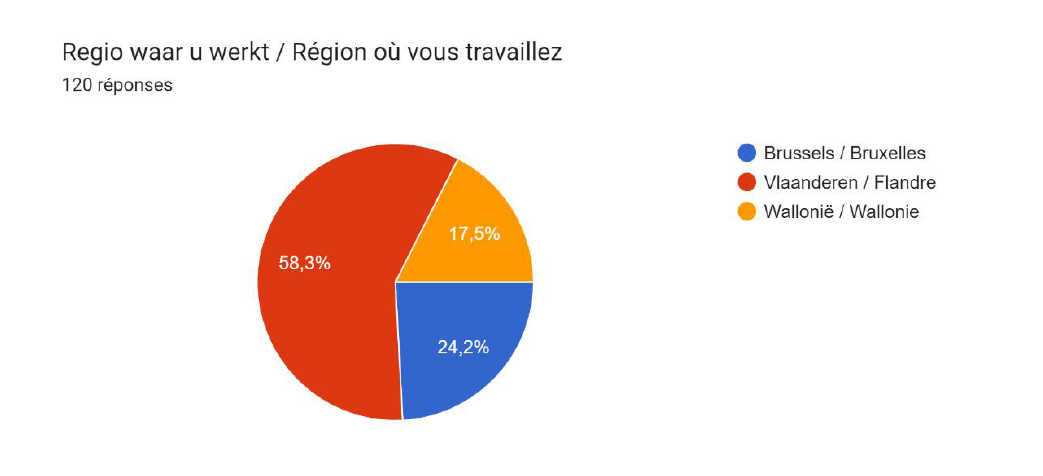 Regio waar u werkt / Région où vous travaillez
120 réponses
Brussels / Bruxelles
Vlaanderen / Flandre
Wallonië / Wallonie
17,5%
58,3%
24,2%